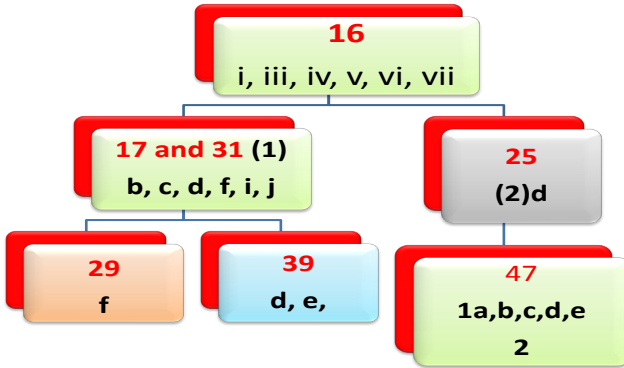 16
i, iii, iv, v, vi, vii
17 and 31 (1)
b, c, d, f, i, j
25
(2)d
29
f
39
d, e,
47
1a,b,c,d,e
2